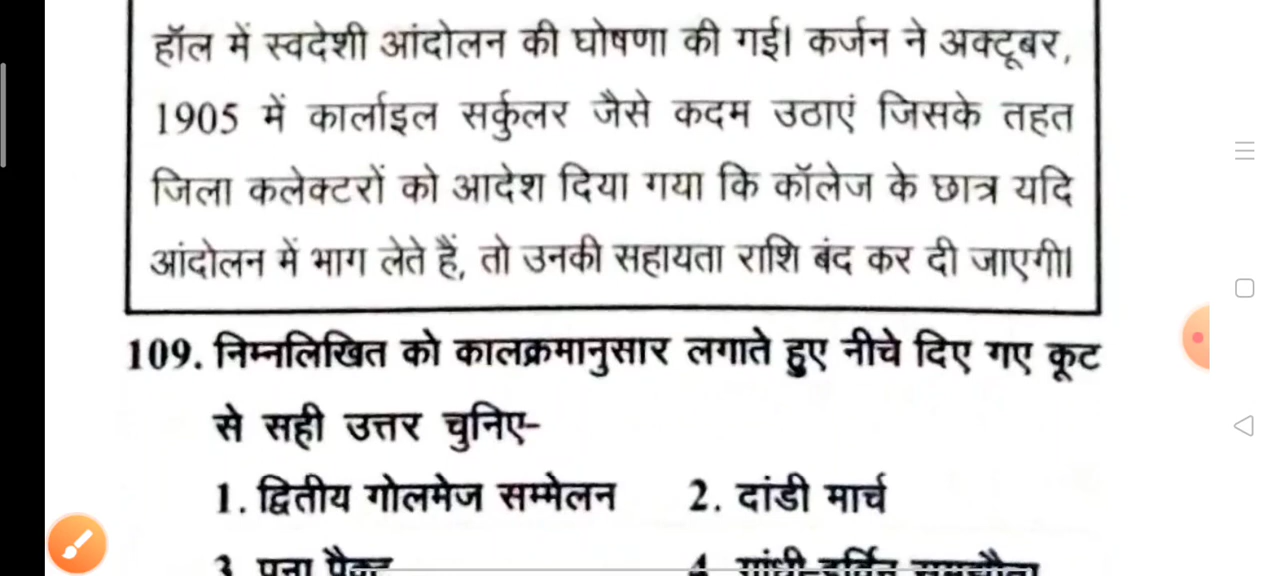 हॉल में स्वदेशी आंदोलन की घोषणा की गई। कर्जन ने अक्टूबर,
1905 में कार्लाइल सर्कुलर जैसे कदम उठाएं जिसके तहत
जिला कलेक्टरों को आदेश दिया गया कि कॉलेज के छात्र यदि
आंदोलन में भाग लेते हैं, तो उनकी सहायता राशि बंद कर दी जाएगी।
109. निम्नलिखित को कालक्रमानुसार लगाते हुए नीचे दिए गए कूट
से सही उत्तर चुनिए-
1. द्वितीय गोलमेज सम्मेलन 2. दांडी मार्च
3. पूना पैक्ट 4. गांधी-इर्विन समझौता